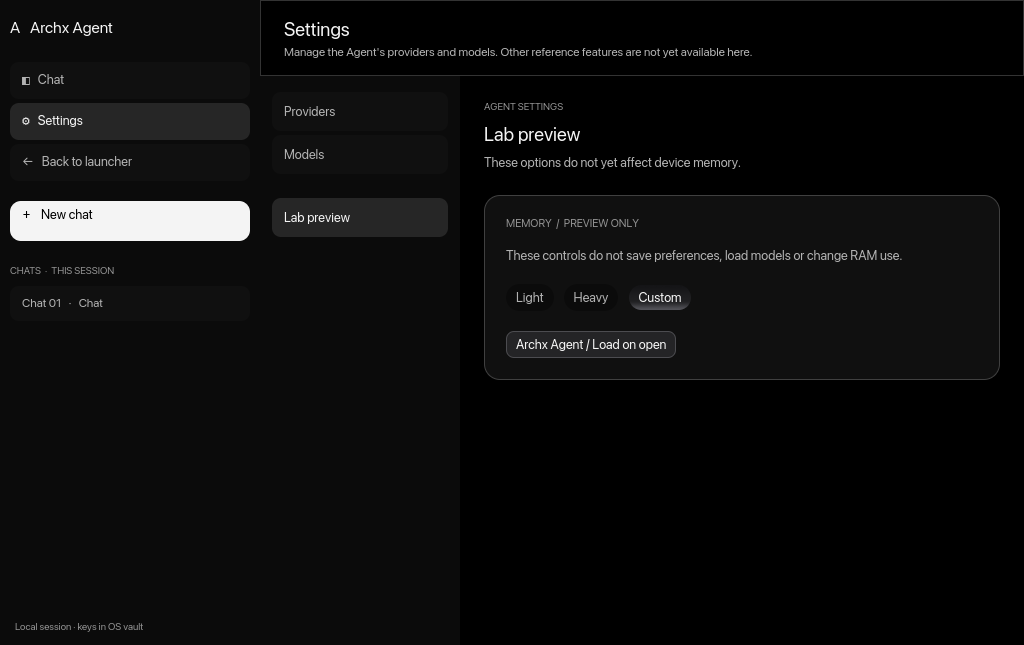 A Archx Agent
Chat
Settings
← Back to launcher
+ New chat
CHATS · THIS SESSION
Chat 01 · Chat
Local session · keys in OS vault
Settings
Manage the Agent's providers and models. Other reference features are not yet available here.
Providers
Models
Lab preview
AGENT SETTINGS
Lab preview
These options do not yet affect device memory.
MEMORY / PREVIEW ONLY
These controls do not save preferences, load models or change RAM use.
Light Heavy Custom
Archx Agent / Load on open